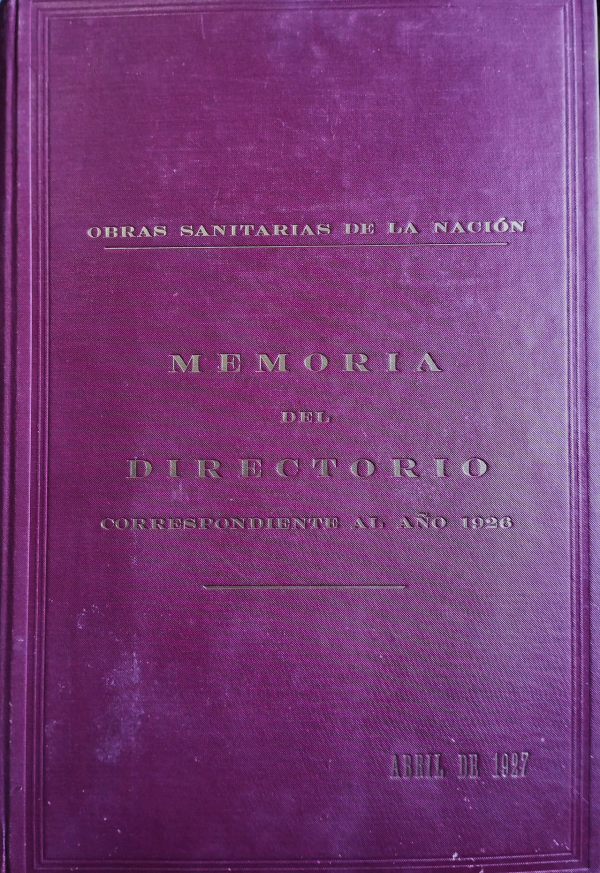 OBRAS SANITARIAS DE LA NACIÓN
MEMORIA
DEL
DIRECTORIO
CORRESPONDIENTE AL AÑO 1926
ABRIL DE 1927